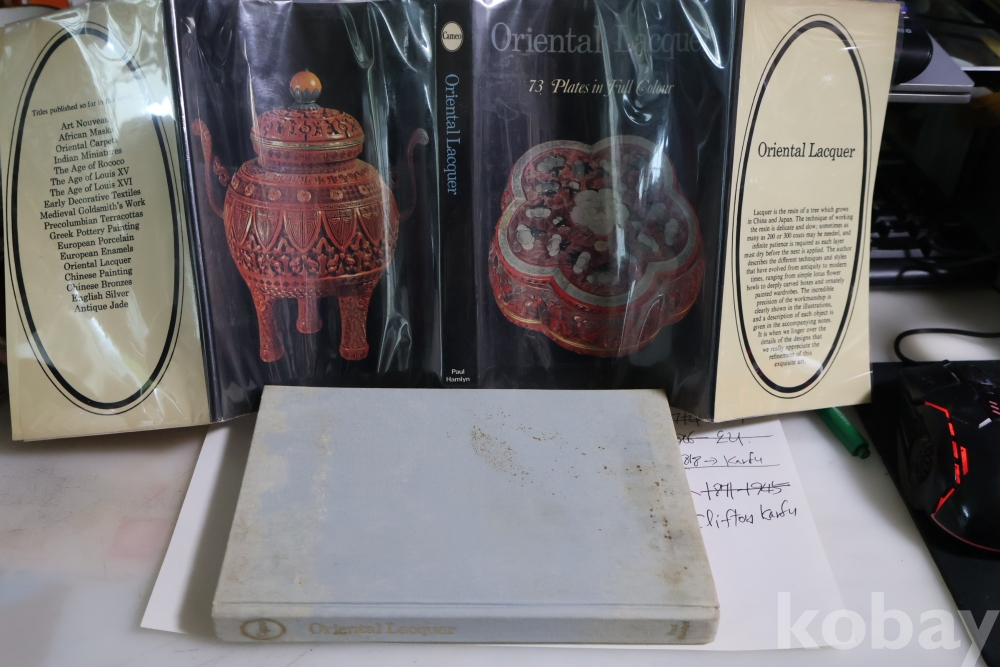 Titles published so far in this
Art Nouveau
African Masks
Oriental Carpets
Indian Miniatures
The Age of Rococo
The Age of Louis XV
The Age of Louis XVI
Early Decorative Textiles
Medieval Goldsmith's Work
Precolumbian Terracottas
Greek Pottery Painting
European Porcelain
European Enamels
Oriental Lacquer
Chinese Painting
Chinese Bronzes
English Silver
Antique Jade
Cameo
Oriental Lacquer
Paul
Hamlyn
Oriental Lacquer
73 Plates in Full Colour
Oriental Lacquer
Lacquer is the resin of a tree which grows
in China and Japan. The technique of working
the resin is delicate and slow; sometimes as
many as 200 or 300 coats may be needed, and
infinite patience is required as each layer
must dry before the next is applied. The author
describes the different techniques and styles
that have evolved from antiquity to modern
times, ranging from simple lotus flower
bowls to deeply carved boxes and ornately
painted wardrobes. The incredible
precision of the workmanship is
clearly shown in the illustrations,
and a description of each object is
given in the accompanying notes.
It is when we linger over the
details of the designs that
we really appreciate the
refinement of this
exquisite art.
Oriental Lacquer
1871-1945
Clifton Karhu
kobay